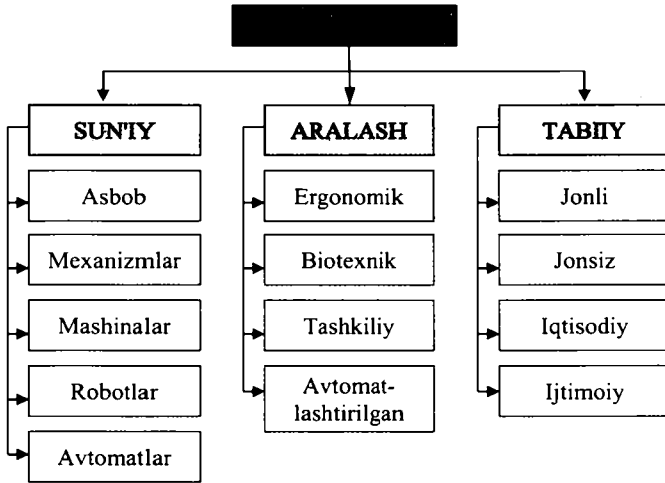 SUN'IY
Asbob
Mexanizmlar
Mashinalar
Robotlar
Avtomatlar
ARALASH
Ergonomik
Biotexnik
Tashkiliy
Avtomat-
lashtirilgan
TABIIY
Jonli
Jonsiz
Iqtisodiy
Ijtimoiy